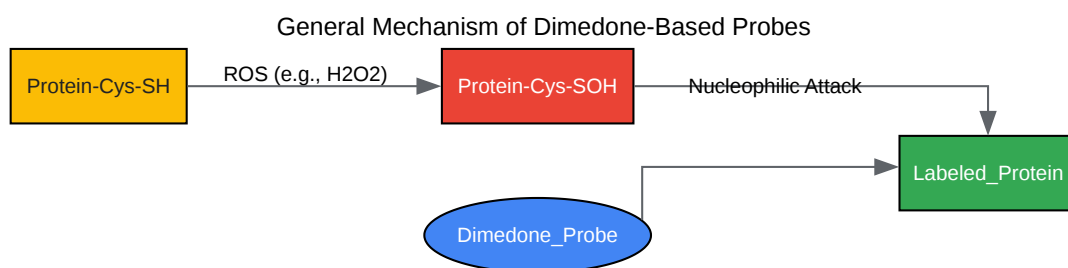 General Mechanism of Dimedone-Based Probes
Protein-Cys-SH
ROS (e.g., H2O2)
Protein-Cys-SOH
Nucleophilic Attack
Labeled_Protein
Dimedone_Probe